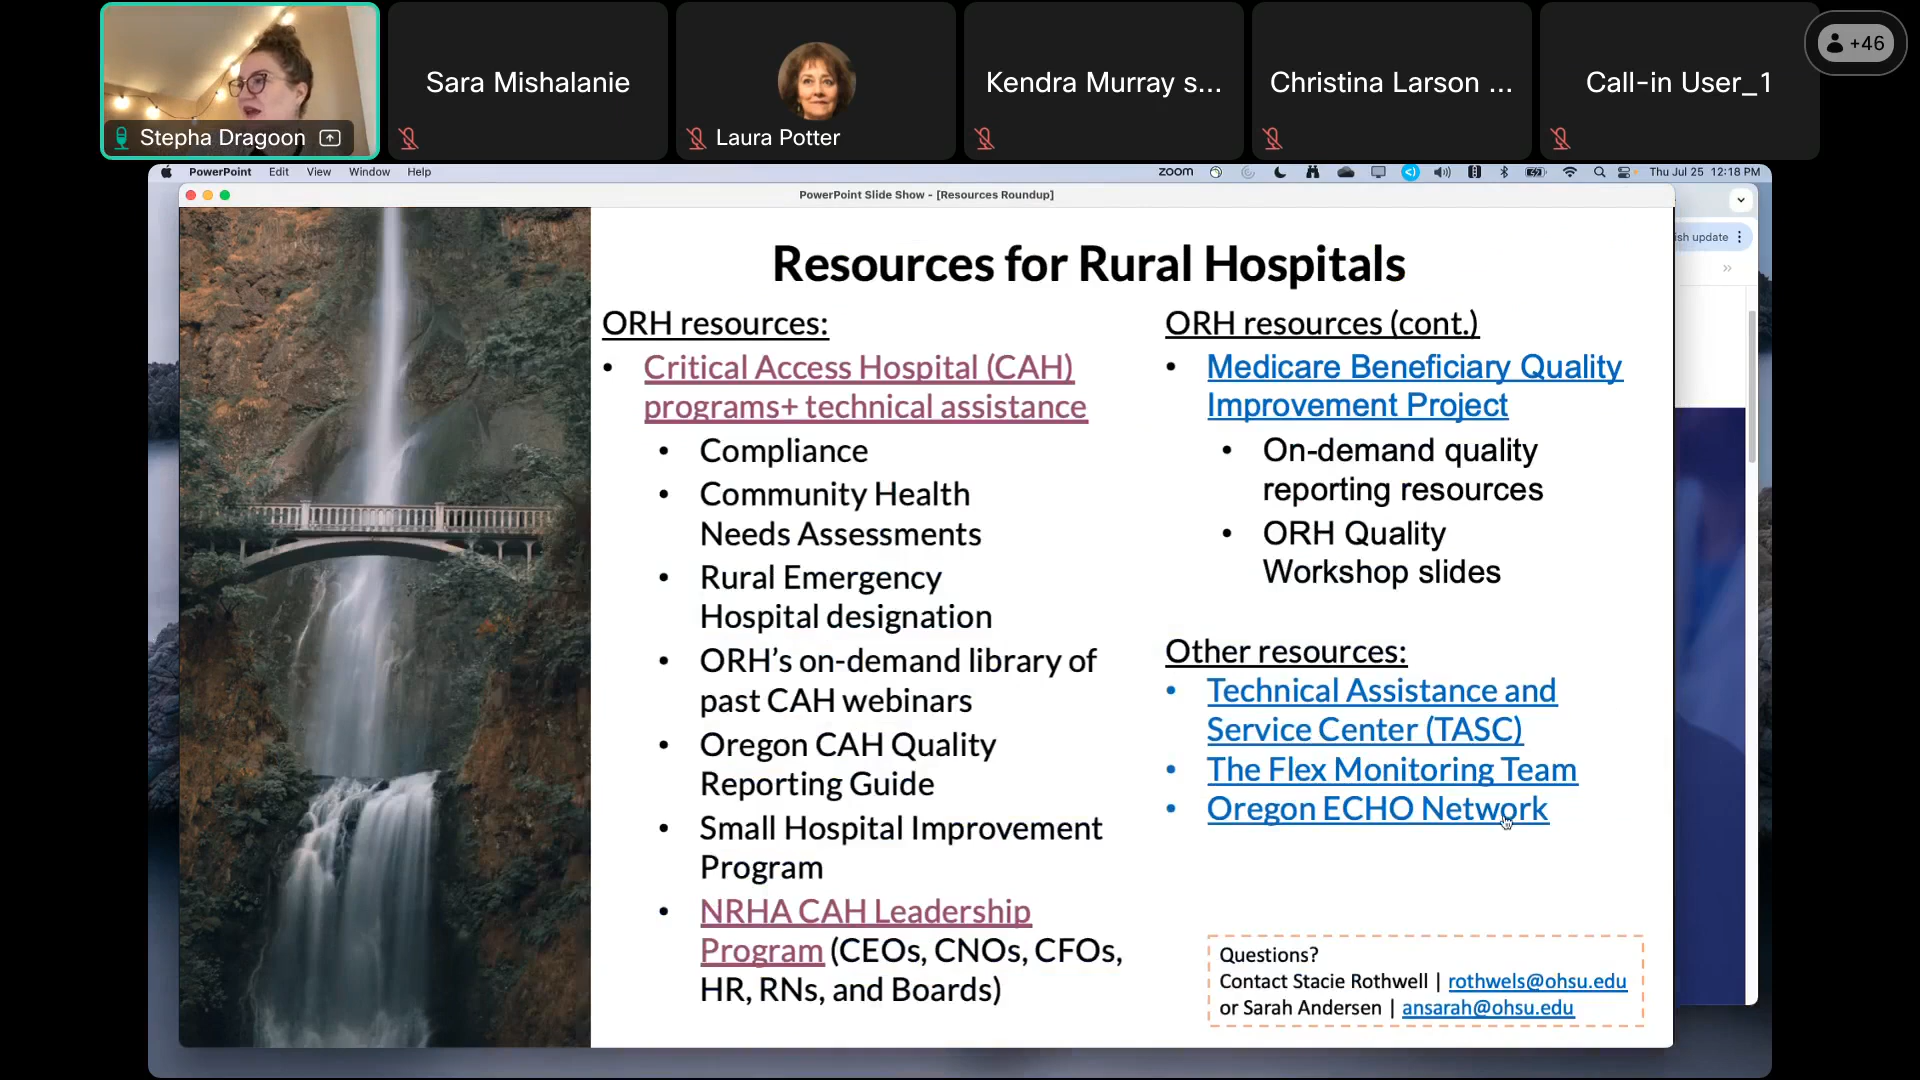 Stepha Dragoon
Sara Mishalanie
Laura Potter
Kendra Murray s...
Christina Larson ...
Call-in User_1
+46
PowerPoint Edit View Window Help
zoom
Thu Jul 25 12:18 PM
PowerPoint Slide Show - [Resources Roundup]
ish update
Resources for Rural Hospitals
ORH resources:
• Critical Access Hospital (CAH)
programs+ technical assistance
• Compliance
• Community Health
Needs Assessments
• Rural Emergency
Hospital designation
• ORH’s on-demand library of
past CAH webinars
• Oregon CAH Quality
Reporting Guide
• Small Hospital Improvement
Program
• NRHA CAH Leadership
Program (CEOs, CNOs, CFOs,
HR, RNs, and Boards)
ORH resources (cont.)
• Medicare Beneficiary Quality
Improvement Project
• On-demand quality
reporting resources
• ORH Quality
Workshop slides
Other resources:
• Technical Assistance and
Service Center (TASC)
• The Flex Monitoring Team
• Oregon ECHO Network
Questions?
Contact Stacie Rothwell | rothwels@ohsu.edu
or Sarah Andersen | ansarah@ohsu.edu